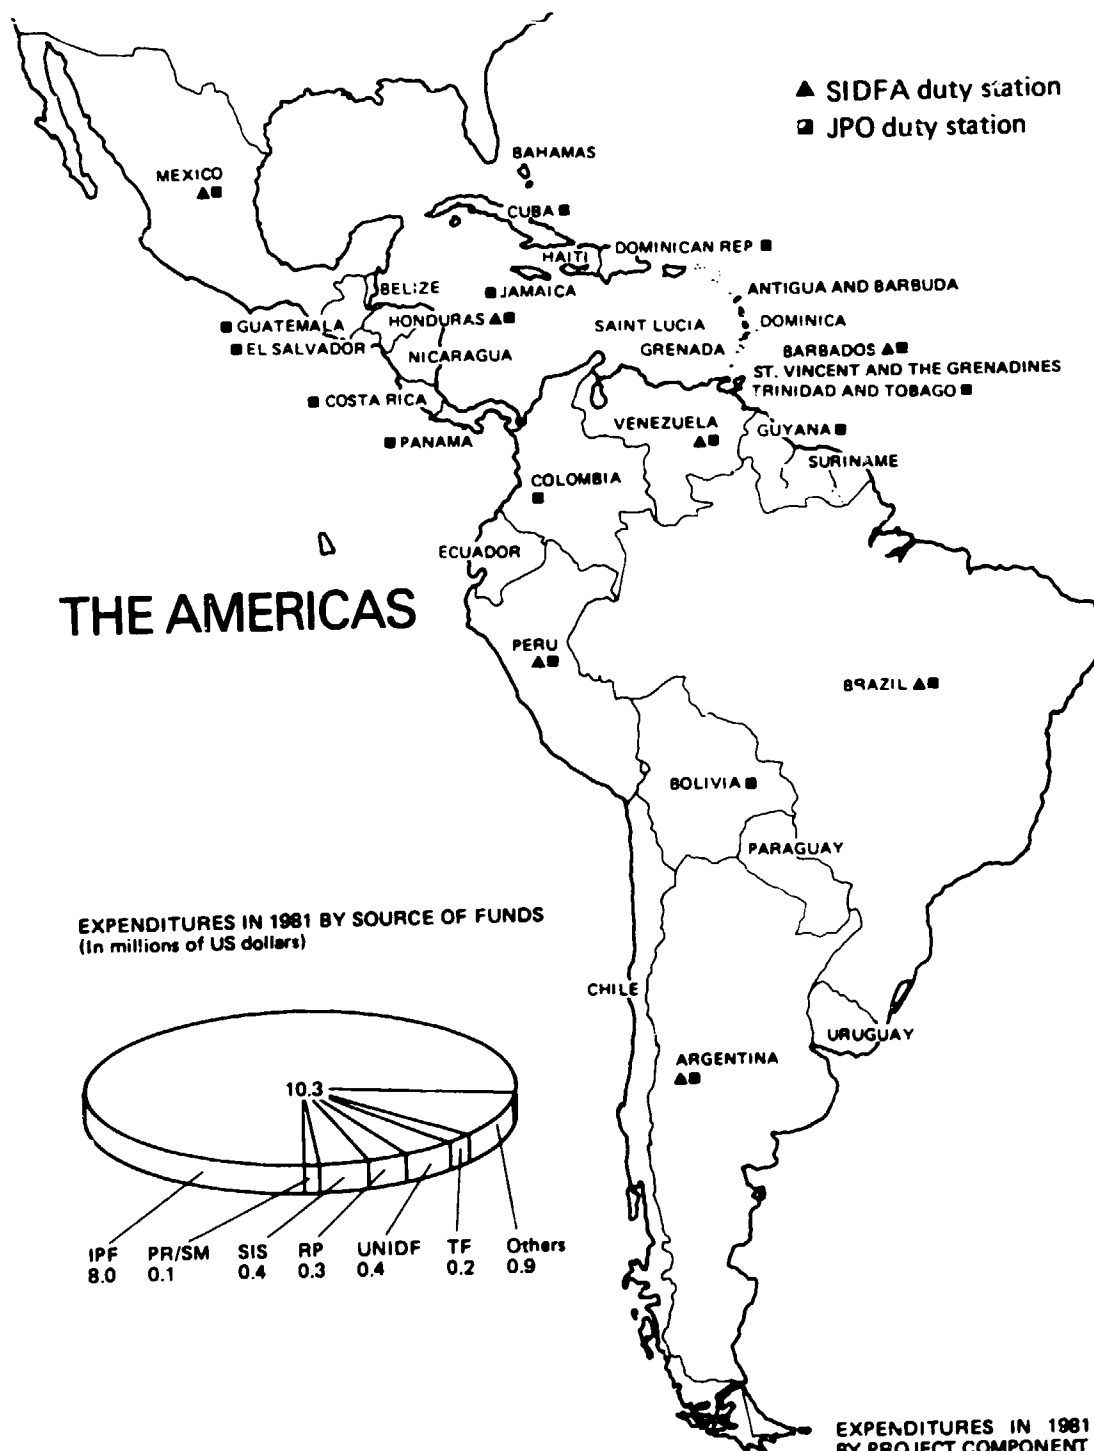 ▲ SIDFA duty station
JPO duty station
BAHAMAS
MEXICO
CUBA
DOMINICAN REP
HAITI
BELIZE
JAMAICA
ANTIGUA AND BARBUDA
GUATEMALA
HONDURAS
SAINT LUCIA
DOMINICA
EL SALVADOR
NICARAGUA
GRENADA
BARBADOS
ST. VINCENT AND THE GRENADINES
COSTA RICA
TRINIDAD AND TOBAGO
VENEZUELA
GUYANA
PANAMA
SURINAME
COLOMBIA
ECUADOR
THE AMERICAS
PERU
BRAZIL
BOLIVIA
PARAGUAY
EXPENDITURES IN 1981 BY SOURCE OF FUNDS
(In millions of US dollars)
CHILE
URUGUAY
ARGENTINA
10.3
IPF PR/SM SIS RP UNIDF TF Others
8.0 0.1 0.4 0.3 0.4 0.2 0.9
EXPENDITURES IN 1981
BY PROJECT COMPONENT